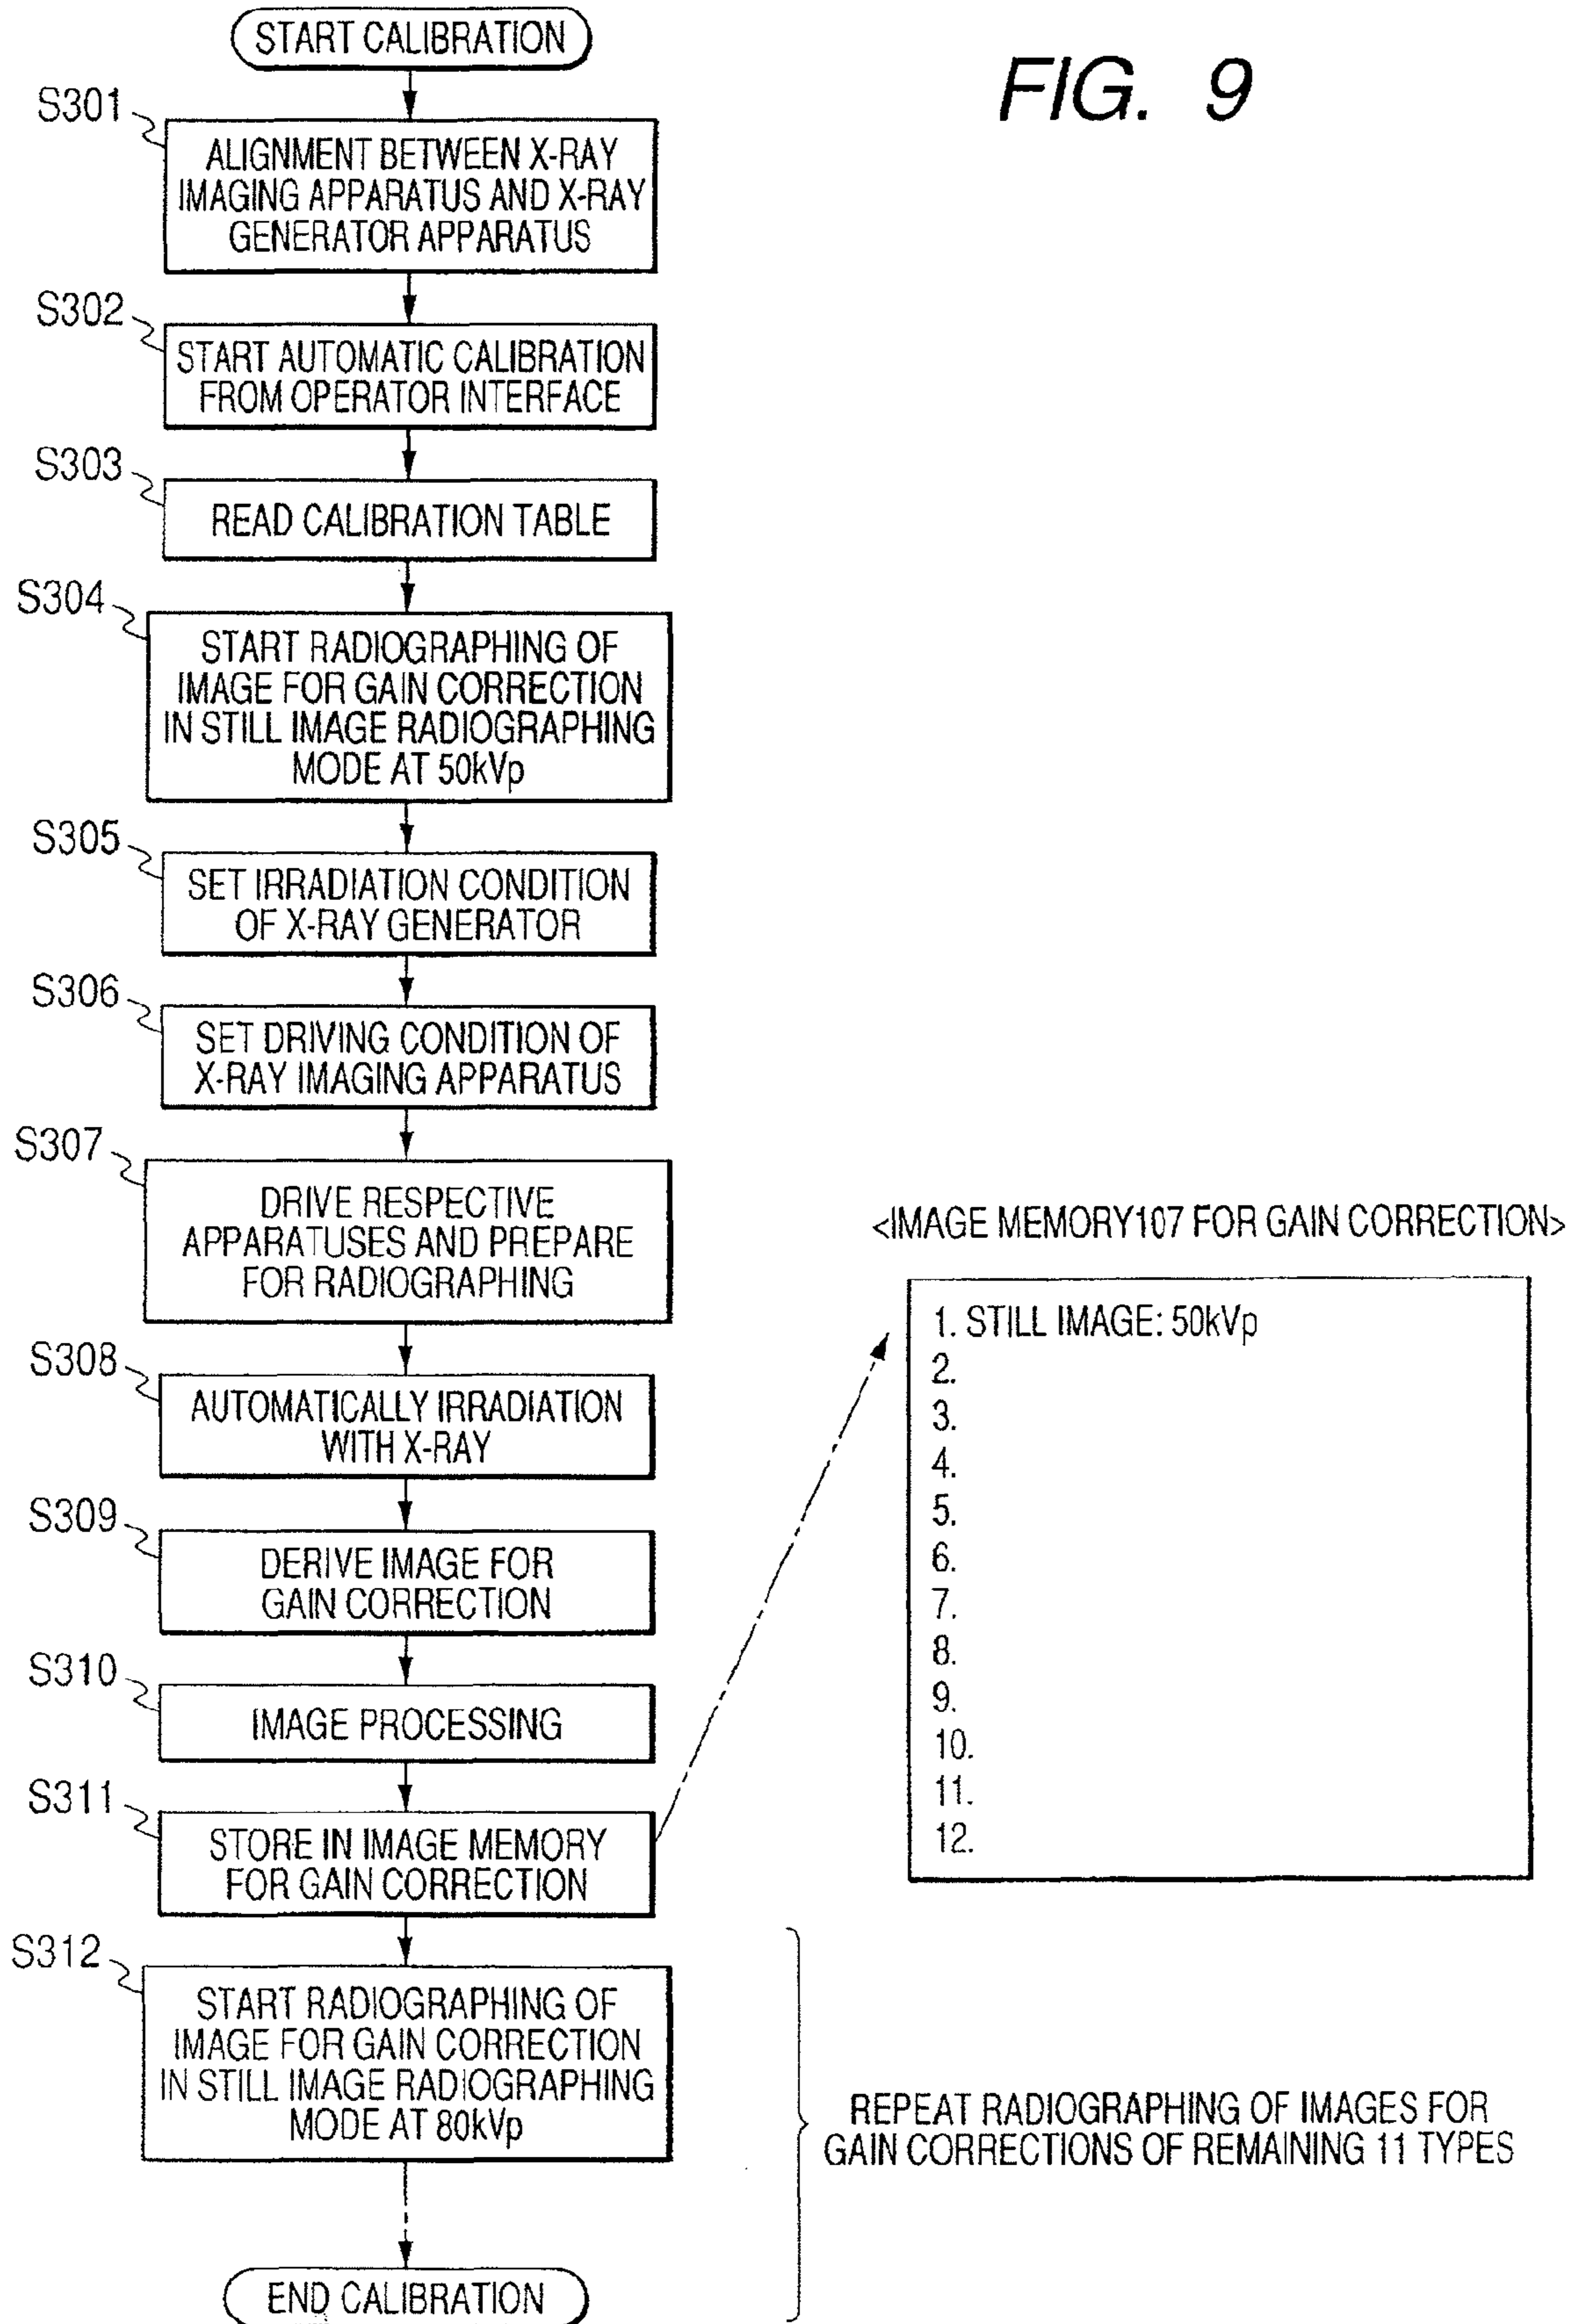 FIG. 9
START CALIBRATION
S301
ALIGNMENT BETWEEN X-RAY
IMAGING APPARATUS AND X-RAY
GENERATOR APPARATUS
S302
START AUTOMATIC CALIBRATION
FROM OPERATOR INTERFACE
S303
READ CALIBRATION TABLE
S304
START RADIOGRAPHING OF
IMAGE FOR GAIN CORRECTION
IN STILL IMAGE RADIOGRAPHING
MODE AT 50kVp
S305
SET IRRADIATION CONDITION
OF X-RAY GENERATOR
S306
SET DRIVING CONDITION OF
X-RAY IMAGING APPARATUS
S307
DRIVE RESPECTIVE
APPARATUSES AND PREPARE
FOR RADIOGRAPHING
S308
AUTOMATICALLY IRRADIATION
WITH X-RAY
S309
DERIVE IMAGE FOR
GAIN CORRECTION
S310
IMAGE PROCESSING
S311
STORE IN IMAGE MEMORY
FOR GAIN CORRECTION
<IMAGE MEMORY107 FOR GAIN CORRECTION>
1. STILL IMAGE: 50kVp
2.
3.
4.
5.
6.
7.
8.
9.
10.
11.
12.
S312
START RADIOGRAPHING OF
IMAGE FOR GAIN CORRECTION
IN STILL IMAGE RADIOGRAPHING
MODE AT 80kVp
REPEAT RADIOGRAPHING OF IMAGES FOR
GAIN CORRECTIONS OF REMAINING 11 TYPES
END CALIBRATION